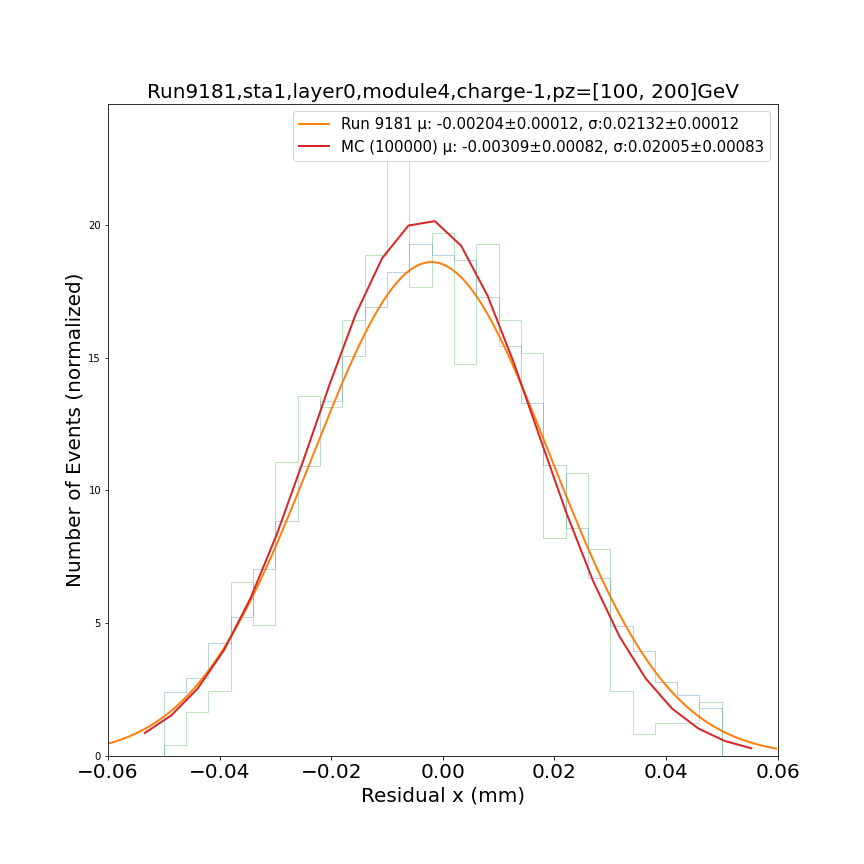 Run9181,sta1,layer0,module4,charge-1,pz=[100, 200]GeV
Run 9181 μ: -0.00204±0.00012, σ:0.02132±0.00012
MC (100000) μ: -0.00309±0.00082, σ:0.02005±0.00083
Number of Events (normalized)
20
15
10
5
0
−0.06 −0.04 −0.02 0.00 0.02 0.04 0.06
Residual x (mm)